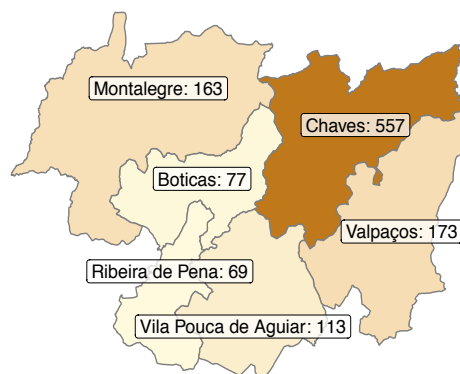 Montalegre: 163
Chaves: 557
Boticas: 77
Valpaços: 173
Ribeira de Pena: 69
Vila Pouca de Aguiar: 113